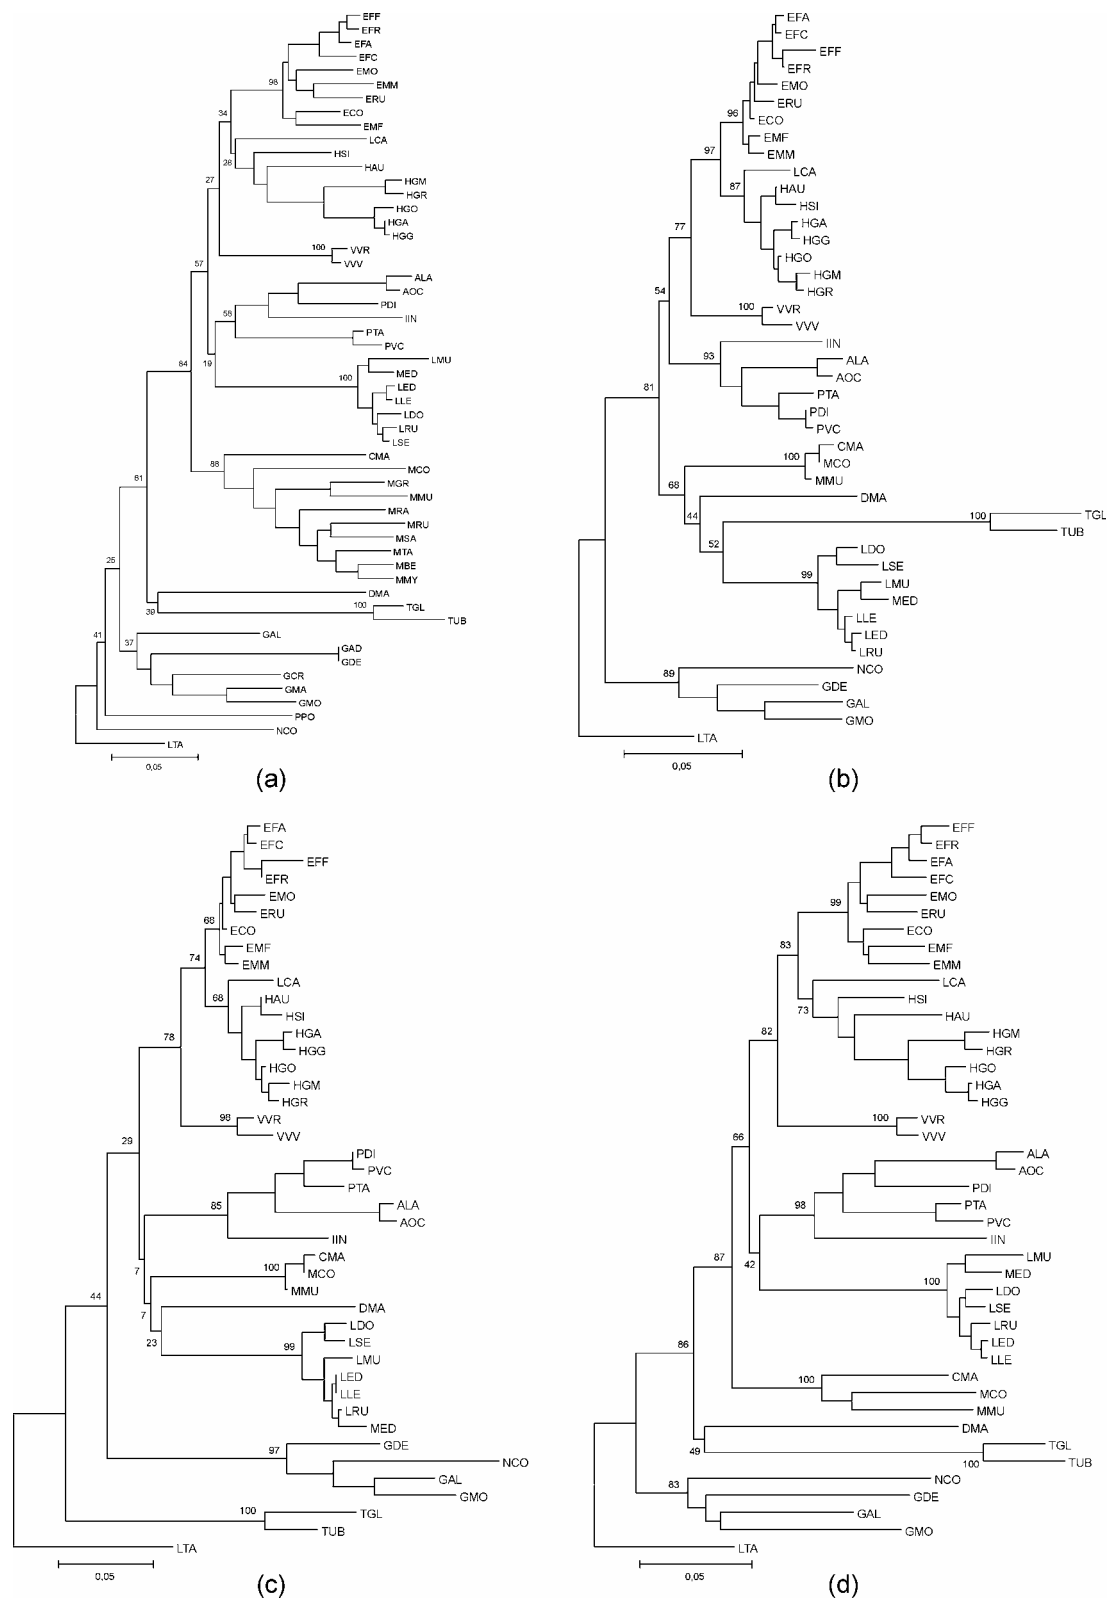 EFF
EFR
EFA
EFC
EMO
98
EMM
ERU
ECO
34
EMF
LCA
HSI
28
HAU
HGM
27
HGR
HGO
HGA
HGG
100 VVR
VVV
57
ALA
AOC
PDI
58
IIN
PTA
PVC
LMU
84 19
MED
100
LED
LLE
LDO
LRU
LSE
CMA
88
MCO
61
MGR
MMU
MRA
MRU
MSA
MTA
25
MBE
MMY
DMA
39 100 TGL
TUB
41
GAL
37
GAD
GDE
GCR
GMA
GMO
PPO
NCO
LTA
0,05
(a)
EFA
EFC
EFF
EFR
EMO
ERU
96
ECO
EMF
97
EMM
LCA
87 HAU
HSI
HGA
77
HGG
HGO
HGM
54
HGR
100 VVR
VVV
IIN
93 ALA
AOC
81
PTA
PDI
PVC
CMA
100
MCO
68
MMU
DMA
44
100 TGL
TUB
52
LDO
LSE
99
LMU
MED
LLE
LED
LRU
NCO
89
GDE
GAL
GMO
LTA
0,05
(b)
EFA
EFC
EFF
EFR
EMO
ERU
68
ECO
EMF
74
EMM
LCA
68 HAU
HSI
HGA
78
HGG
HGO
HGM
HGR
98 VVR
VVV
29
PDI
PVC
PTA
85 ALA
AOC
IIN
CMA
7 100
MCO
MMU
44
DMA
7
LDO
23
LSE
99
LMU
LED
LLE
LRU
MED
GDE
97
NCO
GAL
GMO
100 TGL
TUB
LTA
0,05
(c)
EFF
EFR
EFA
EFC
EMO
99
ERU
ECO
EMF
83
EMM
LCA
HSI
73
HAU
82
HGM
HGR
HGO
HGA
HGG
100 VVR
VVV
66
ALA
AOC
PDI
98
PTA
PVC
IIN
87
LMU
42
MED
100
LDO
LSE
LRU
86
LED
LLE
CMA
100
MCO
MMU
DMA
49
TGL
100 TUB
NCO
83
GDE
GAL
GMO
LTA
0,05
(d)